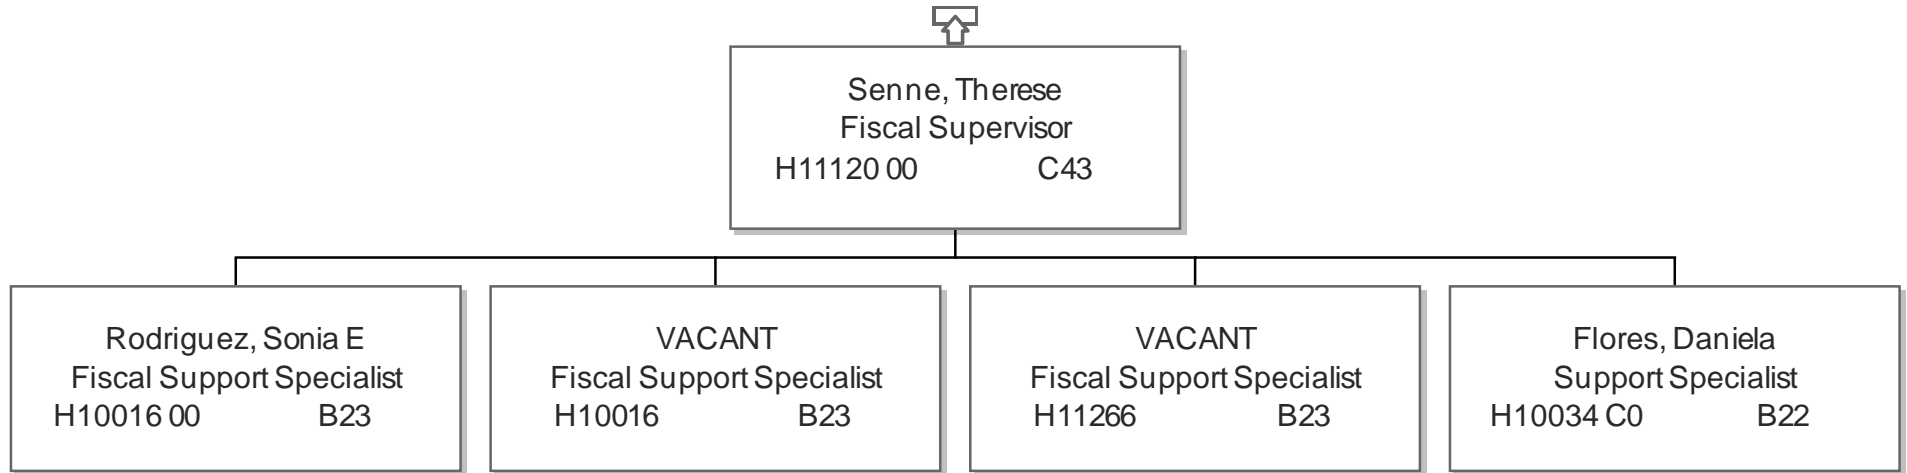 Senne, Therese
Fiscal Supervisor
H11120 00 C43
Rodriguez, Sonia E
Fiscal Support Specialist
H10016 00 B23
VACANT
Fiscal Support Specialist
H10016 B23
VACANT
Fiscal Support Specialist
H11266 B23
Flores, Daniela
Support Specialist
H10034 C0 B22